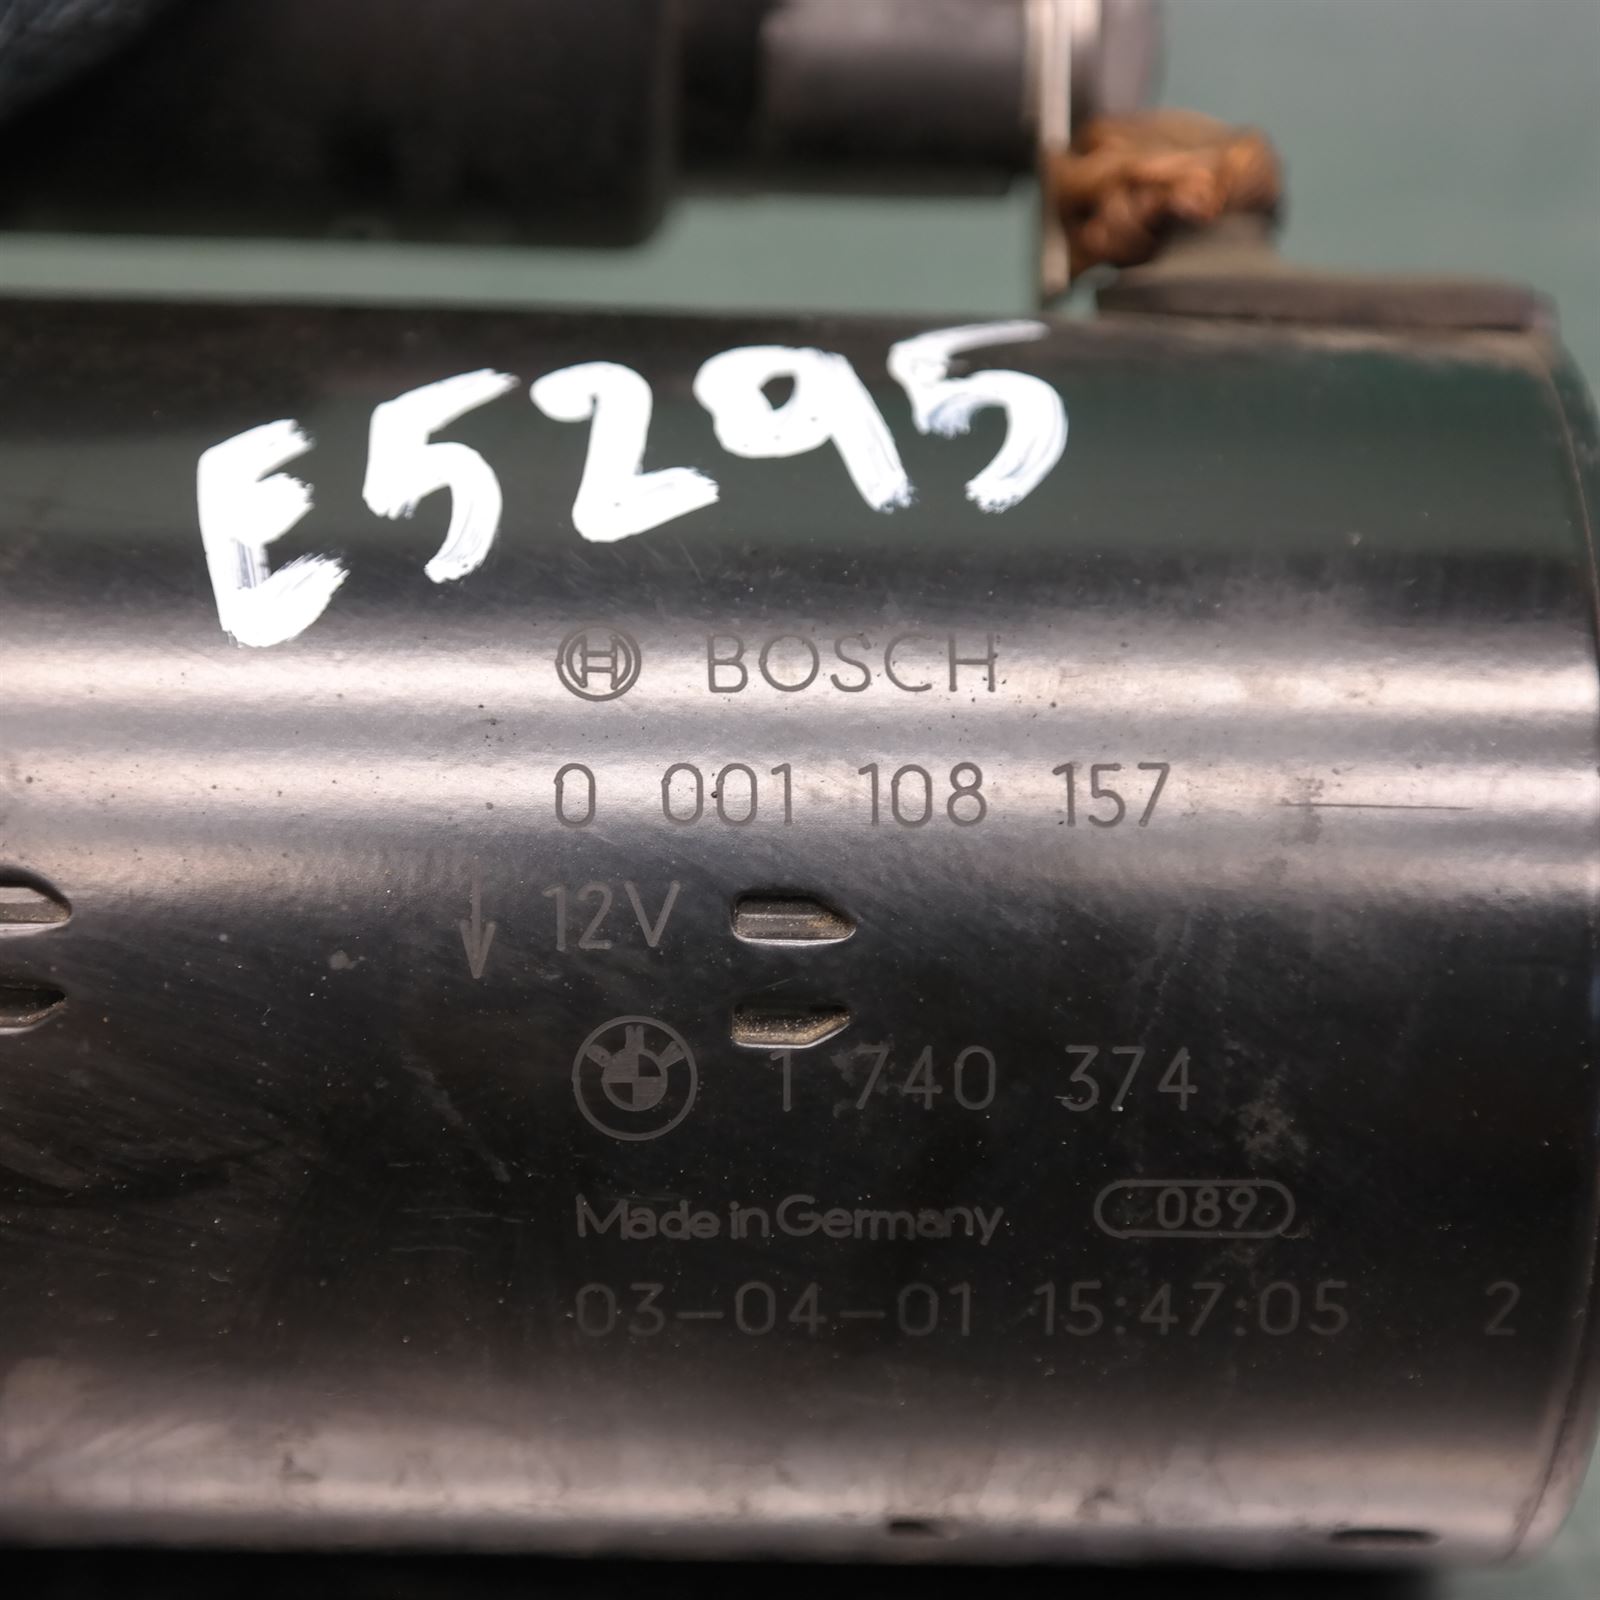 E5295
BOSCH
0 001 108 157
12V
BMW 1 740 374
Made in Germany 089
03-04-01 15:47:05 2